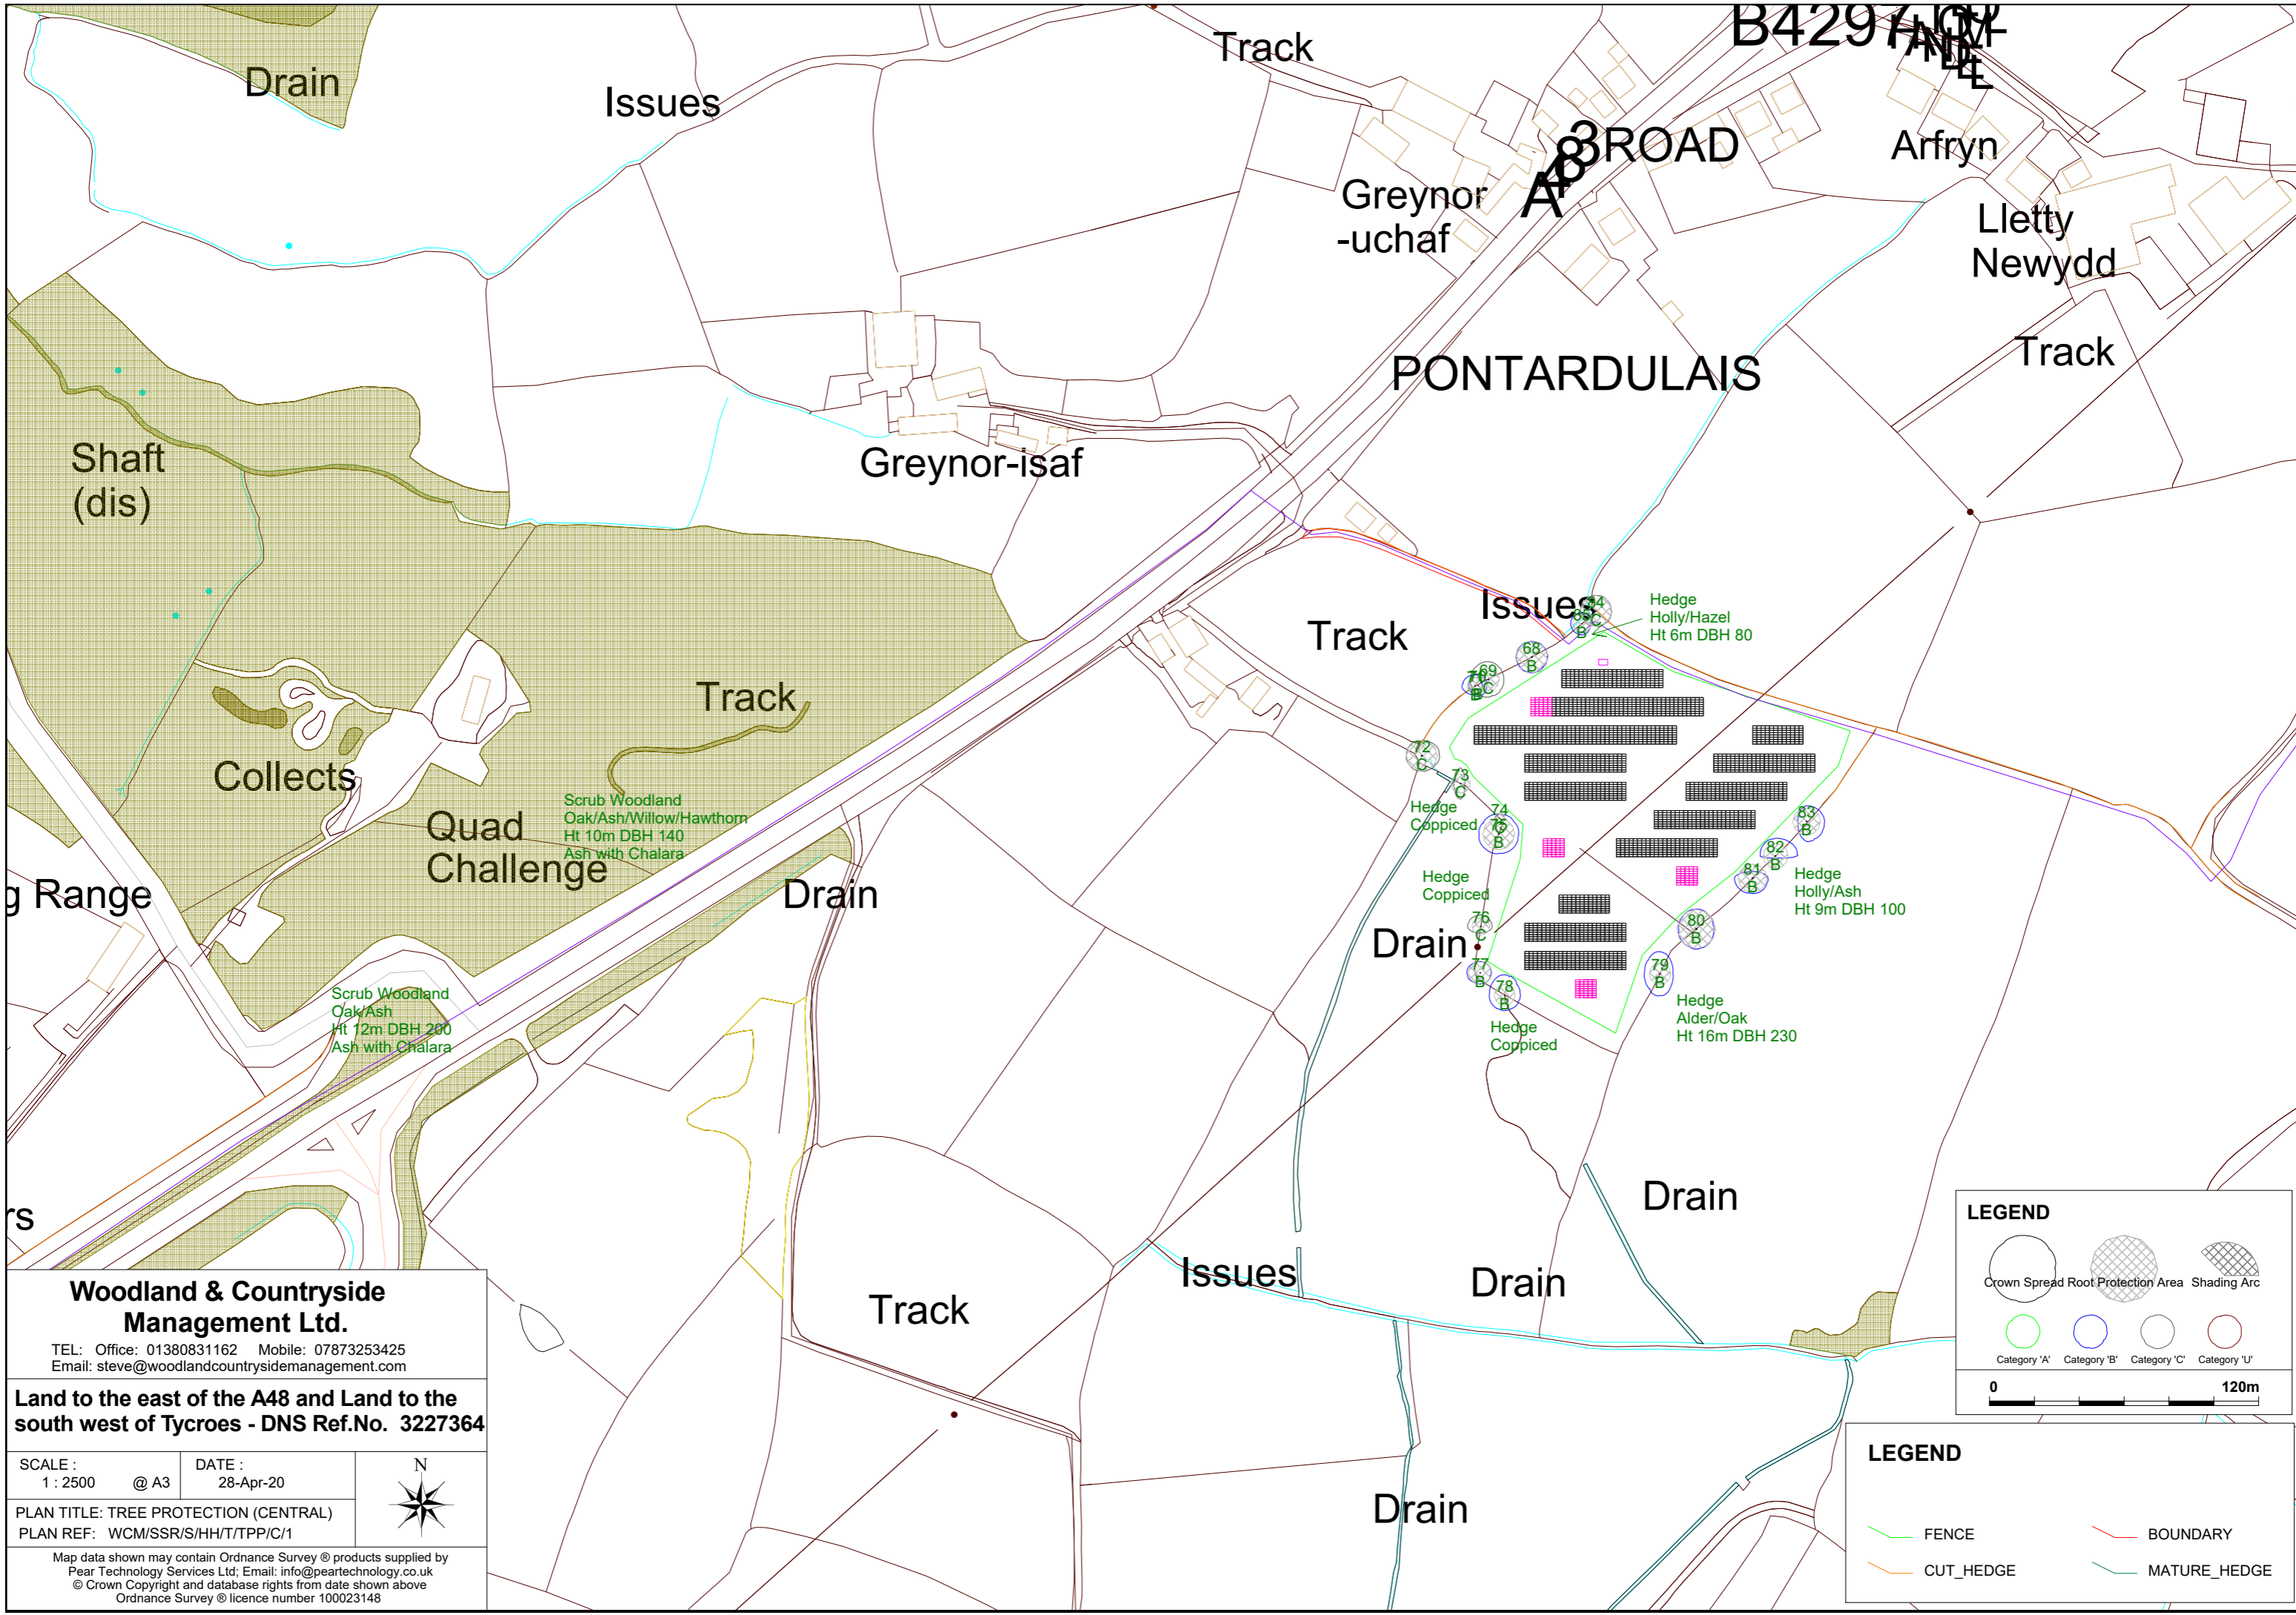 Drain
Issues
Track
B4297
A483 ROAD
Arfryn
Greynor
-uchaf
Lletty
Newydd
Track
PONTARDULAIS
Shaft
(dis)
Greynor-isaf
Issues
84
C
85
B
Hedge
Holly/Hazel
Ht 6m DBH 80
Track
68
B
69
C
B
Track
72
C
73
C
Collects
Scrub Woodland
Oak/Ash/Willow/Hawthorn
Ht 10m DBH 140
Ash with Chalara
Quad
Challenge
Hedge
Coppiced
74
75
B
83
B
82
B
81
B
Hedge
Holly/Ash
Ht 9m DBH 100
g Range
Drain
Hedge
Coppiced
76
C
80
B
Drain
77
B
78
B
79
B
Scrub Woodland
Oak/Ash
Ht 12m DBH 200
Ash with Chalara
Hedge
Coppiced
Hedge
Alder/Oak
Ht 16m DBH 230
rs
Drain
Issues
Drain
Track
Drain
LEGEND
Crown Spread Root Protection Area Shading Arc
Category 'A' Category 'B' Category 'C' Category 'U'
0 120m
LEGEND
FENCE BOUNDARY
CUT_HEDGE MATURE_HEDGE
Woodland & Countryside
Management Ltd.
TEL: Office: 01380831162 Mobile: 07873253425
Email: steve@woodlandcountrysidemanagement.com
Land to the east of the A48 and Land to the
south west of Tycroes - DNS Ref.No. 3227364
SCALE :
1 : 2500 @ A3
DATE :
28-Apr-20
N
PLAN TITLE: TREE PROTECTION (CENTRAL)
PLAN REF: WCM/SSR/S/HH/T/TPP/C/1
Map data shown may contain Ordnance Survey ® products supplied by
Pear Technology Services Ltd; Email: info@peartechnology.co.uk
© Crown Copyright and database rights from date shown above
Ordnance Survey ® licence number 100023148